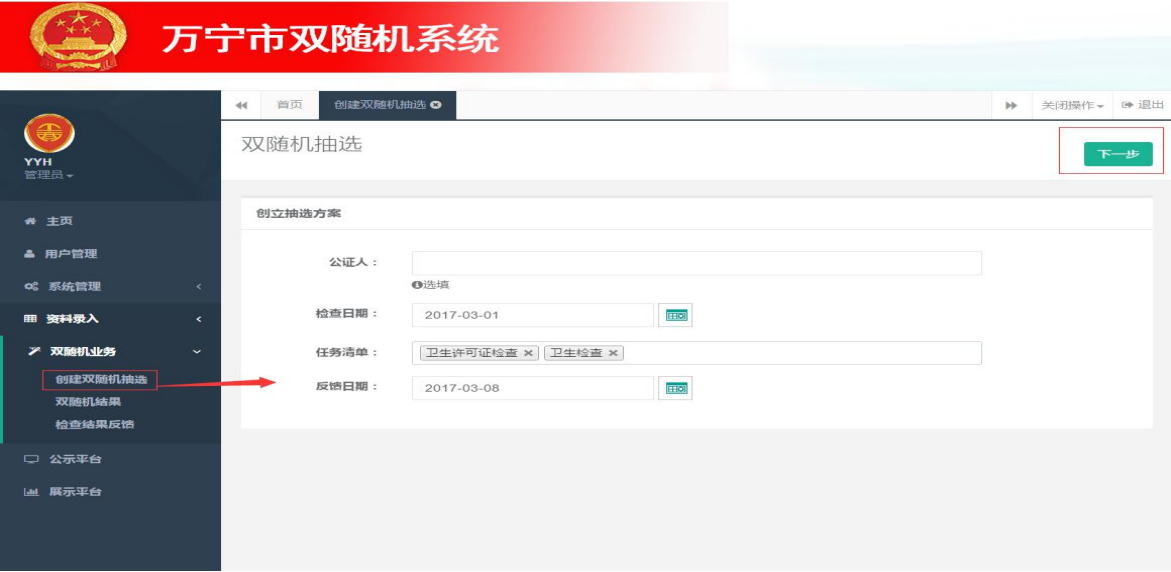 万宁市双随机系统
首页
创建双随机抽选
关闭操作
退出
YYH
管理员
双随机抽选
下一步
主页
用户管理
系统管理
资料录入
双随机业务
创建双随机抽选
双随机结果
检查结果反馈
公示平台
展示平台
创立抽选方案
公证人：
选填
检查日期： 2017-03-01
任务清单： 卫生许可证检查 × 卫生检查 ×
反馈日期： 2017-03-08